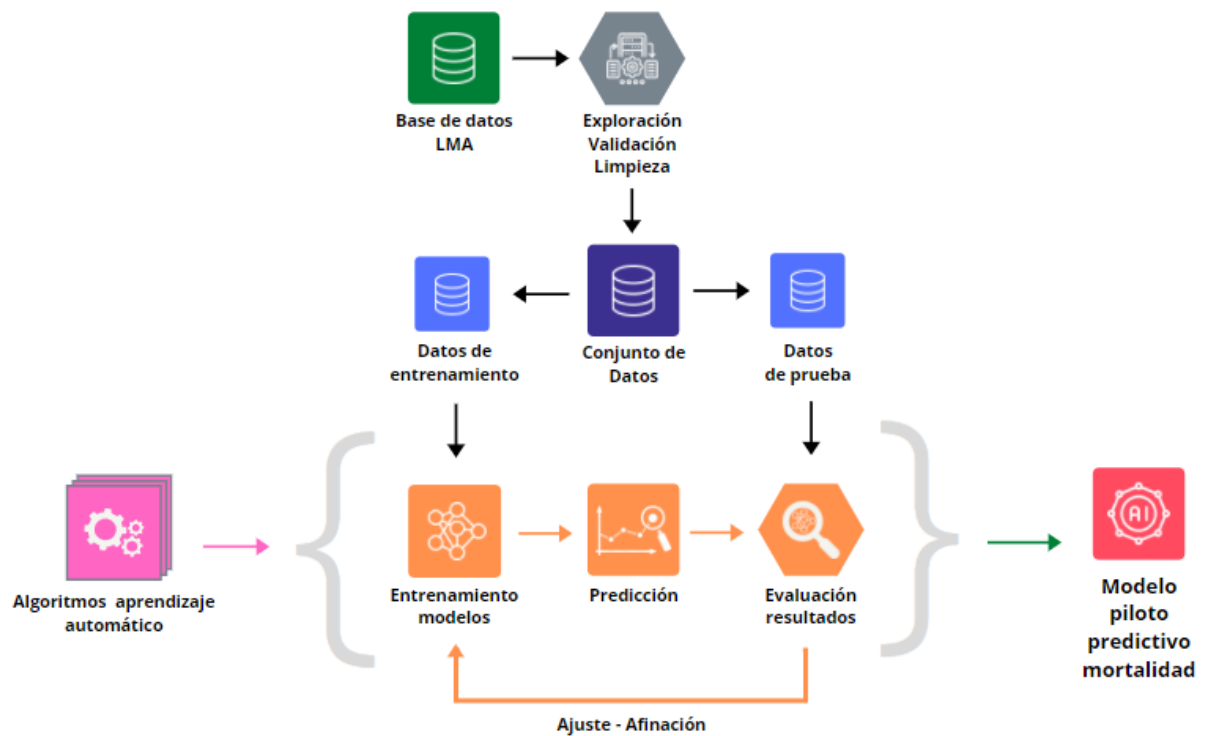 Base de datos
LMA
Exploración
Validación
Limpieza
Datos de
entrenamiento
Conjunto de
Datos
Datos
de prueba
Algoritmos aprendizaje
automático
Entrenamiento
modelos
Predicción
Evaluación
resultados
AI
Modelo
piloto
predictivo
mortalidad
Ajuste - Afinación